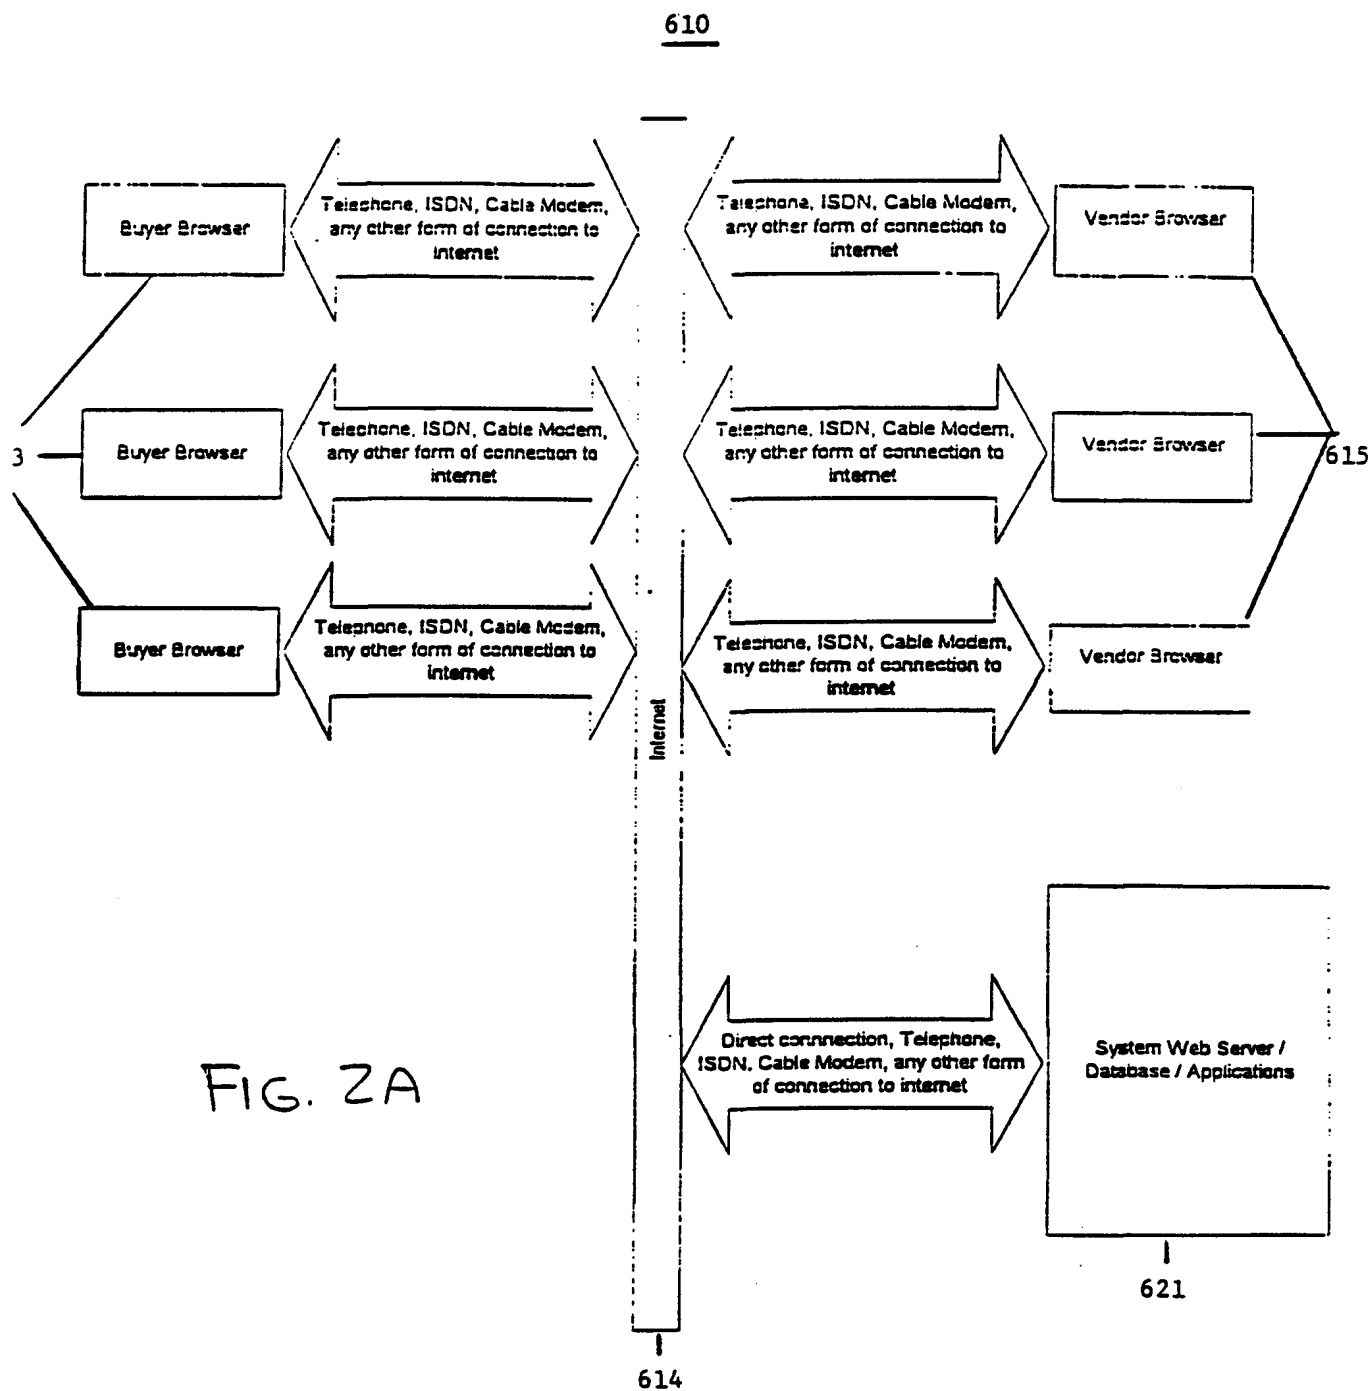 610
Buyer Browser
Telephone, ISDN, Cable Modem,
any other form of connection to
internet
Telephone, ISDN, Cable Modem,
any other form of connection to
internet
Vendor Browser
3
Buyer Browser
Telephone, ISDN, Cable Modem,
any other form of connection to
internet
Telephone, ISDN, Cable Modem,
any other form of connection to
internet
Vendor Browser
615
Buyer Browser
Telephone, ISDN, Cable Modem,
any other form of connection to
internet
Internet
Telephone, ISDN, Cable Modem,
any other form of connection to
internet
Vendor Browser
Direct connnection, Telephone,
ISDN, Cable Modem, any other form
of connection to internet
System Web Server /
Database / Applications
FIG. 2A
621
614